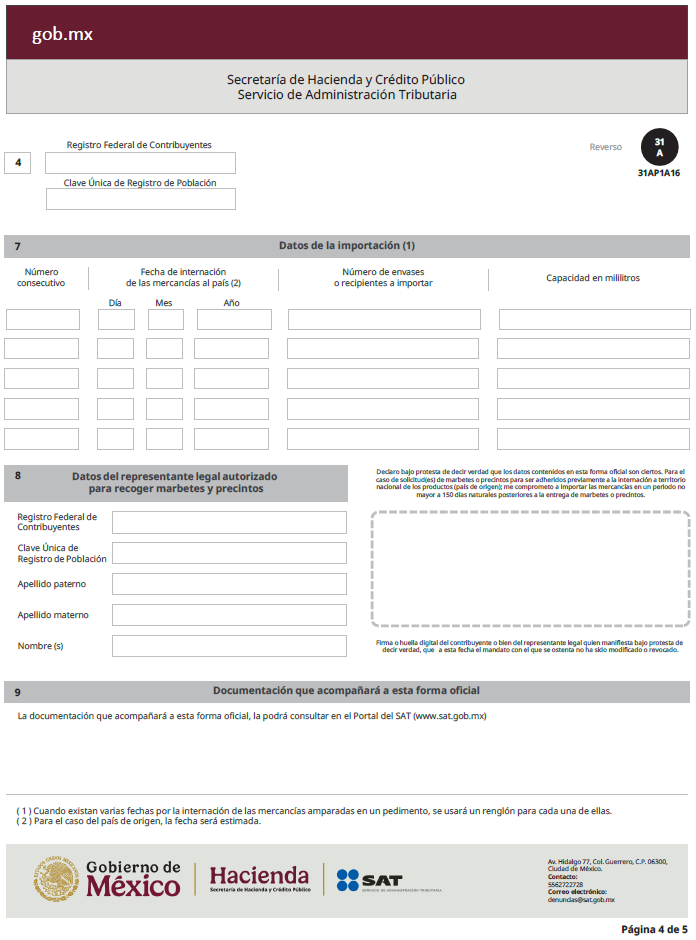 gob.mx
Secretaría de Hacienda y Crédito Público
Servicio de Administración Tributaria
Reverso
31
A
31AP1A16
4
Registro Federal de Contribuyentes
Clave Única de Registro de Población
7
Datos de la importación (1)
Número
consecutivo
Fecha de internación
de las mercancías al país (2)
Número de envases
o recipientes a importar
Capacidad en mililitros
Día
Mes
Año
8
Datos del representante legal autorizado
para recoger marbetes y precintos
Registro Federal de
Contribuyentes
Clave Única de
Registro de Población
Apellido paterno
Apellido materno
Nombre (s)
Declaro bajo protesta de decir verdad que los datos contenidos en esta forma oficial son ciertos. Para el
caso de solicitud(es) de marbetes o precintos para ser adheridos previamente a la internación a territorio
nacional de los productos (país de origen); me comprometo a importar las mercancías en un periodo no
mayor a 150 días naturales posteriores a la entrega de marbetes o precintos.
Firma o huella digital del contribuyente o bien del representante legal quien manifiesta bajo protesta de
decir verdad, que a esta fecha el mandato con el que se ostenta no ha sido modificado o revocado.
9
Documentación que acompañará a esta forma oficial
La documentación que acompañará a esta forma oficial, la podrá consultar en el Portal del SAT (www.sat.gob.mx)
( 1 ) Cuando existan varias fechas por la internación de las mercancías amparadas en un pedimento, se usará un renglón para cada una de ellas.
( 2 ) Para el caso del país de origen, la fecha será estimada.
Gobierno de
México
Hacienda
Secretaría de Hacienda y Crédito Público
SAT
SERVICIO DE ADMINISTRACIÓN TRIBUTARIA
Av. Hidalgo 77, Col. Guerrero, C.P. 06300,
Ciudad de México.
Contacto:
5562722728
Correo electrónico:
denuncias@sat.gob.mx
Página 4 de 5